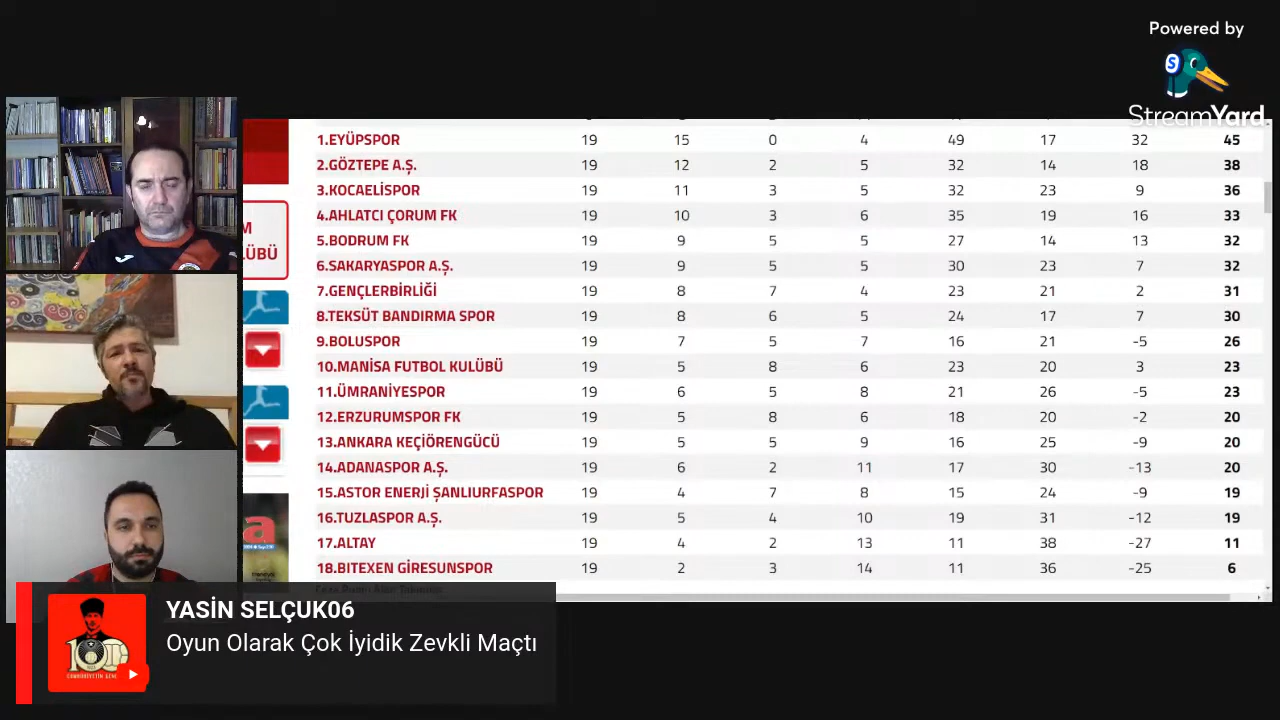 Powered by
StreamYard
1.EYÜPSPOR 19 15 0 4 49 17 32 45
2.GÖZTEPE A.Ş. 19 12 2 5 32 14 18 38
3.KOCAELİSPOR 19 11 3 5 32 23 9 36
4.AHLATCI ÇORUM FK 19 10 3 6 35 19 16 33
5.BODRUM FK 19 9 5 5 27 14 13 32
6.SAKARYASPOR A.Ş. 19 9 5 5 30 23 7 32
7.GENÇLERBİRLİĞİ 19 8 7 4 23 21 2 31
8.TEKSÜT BANDIRMA SPOR 19 8 6 5 24 17 7 30
9.BOLUSPOR 19 7 5 7 16 21 -5 26
10.MANİSA FUTBOL KULÜBÜ 19 5 8 6 23 20 3 23
11.ÜMRANİYESPOR 19 6 5 8 21 26 -5 23
12.ERZURUMSPOR FK 19 5 8 6 18 20 -2 20
13.ANKARA KEÇİÖRENGÜCÜ 19 5 5 9 16 25 -9 20
14.ADANASPOR A.Ş. 19 6 2 11 17 30 -13 20
15.ASTOR ENERJİ ŞANLIURFASPOR 19 4 7 8 15 24 -9 19
16.TUZLASPOR A.Ş. 19 5 4 10 19 31 -12 19
17.ALTAY 19 4 2 13 11 38 -27 11
18.BITEXEN GİRESUNSPOR 19 2 3 14 11 36 -25 6
M
ÜBÜ
a
YASİN SELÇUK06
Oyun Olarak Çok İyidik Zevkli Maçtı